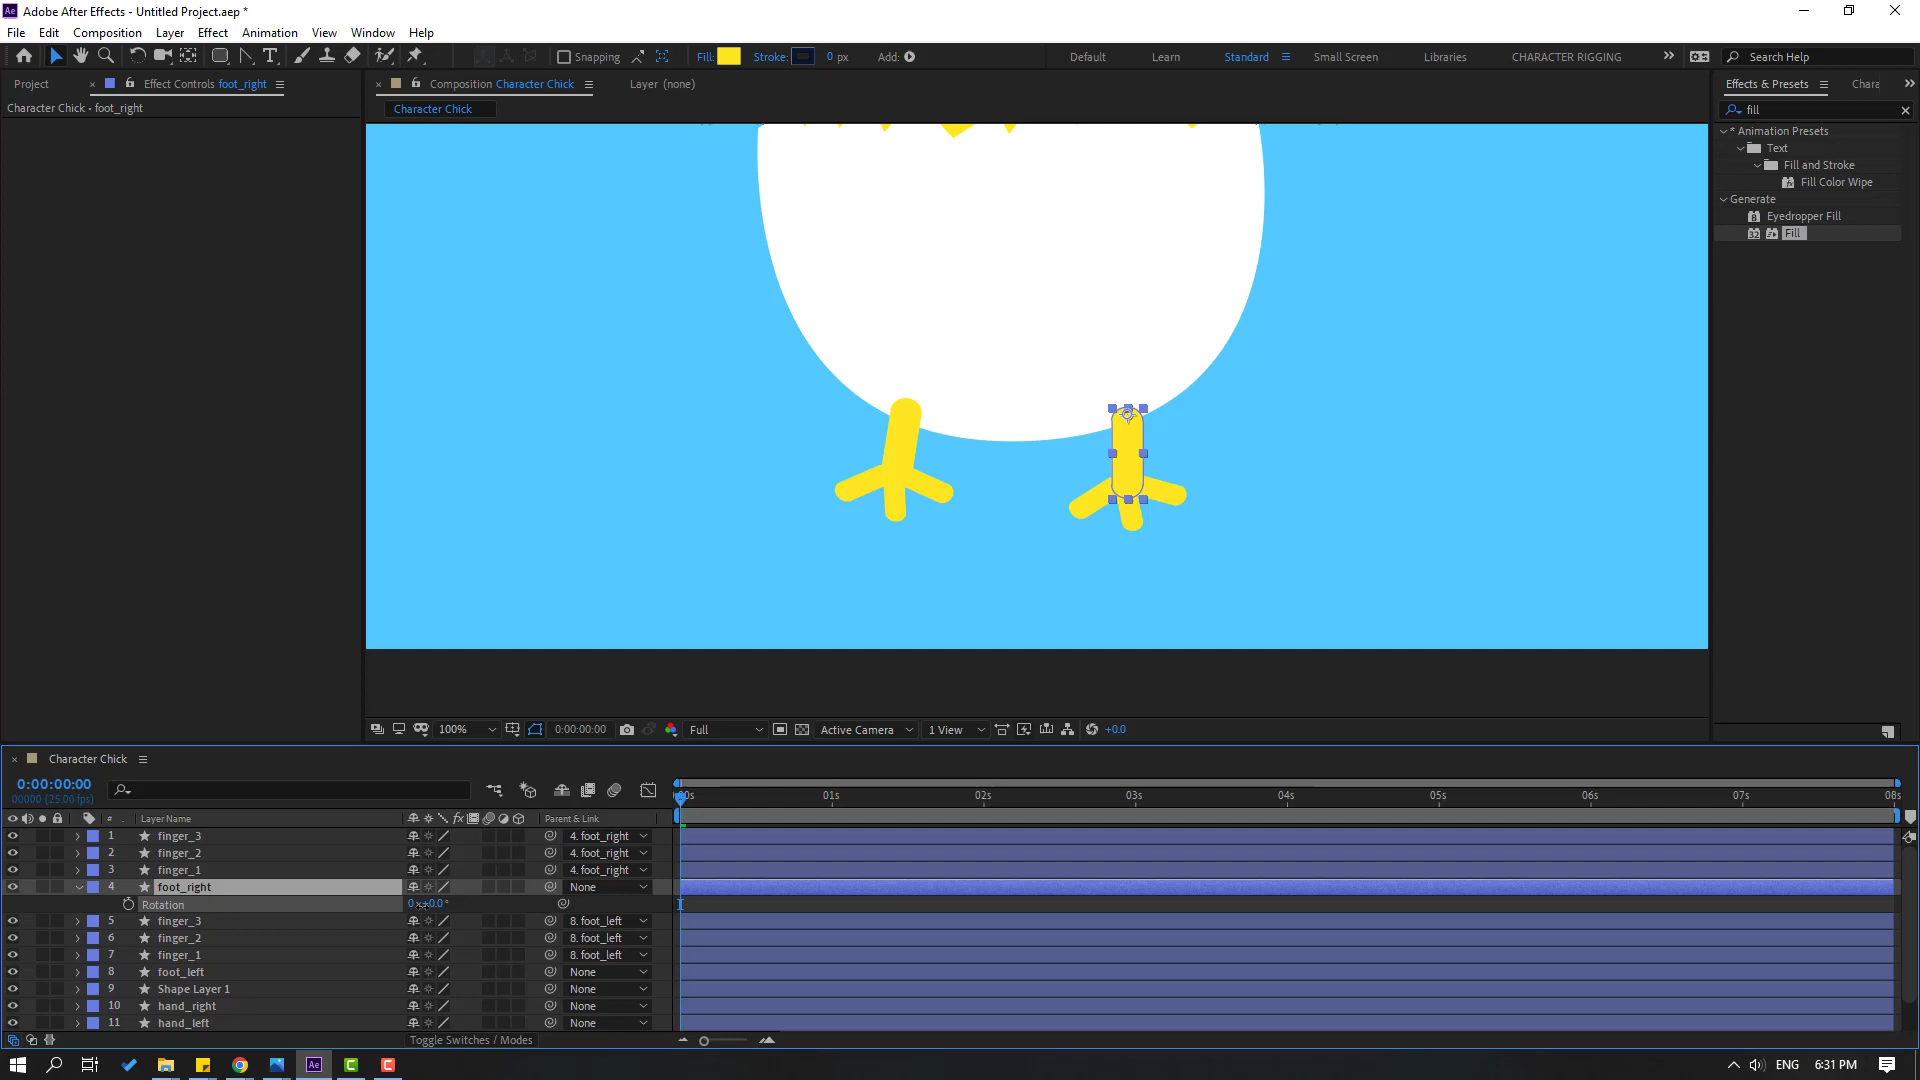 Adobe After Effects - Untitled Project.aep *
File Edit Composition Layer Effect Animation View Window Help
Snapping Fill: Stroke: 0 px Add: Default Learn Standard Small Screen Libraries CHARACTER RIGGING Search Help
Project Effect Controls foot_right Composition Character Chick Layer (none) Effects & Presets Chara
Character Chick • foot_right
Character Chick
fill
* Animation Presets
Text
Fill and Stroke
Fill Color Wipe
Generate
Eyedropper Fill
Fill
100% 0:00:00:00 Full Active Camera 1 View +0.0
Character Chick
0:00:00:00
00000 (25.00 fps)
01s 02s 03s 04s 05s 06s 07s 08s
# Layer Name Parent & Link
1 finger_3 4. foot_right
2 finger_2 4. foot_right
3 finger_1 4. foot_right
4 foot_right None
Rotation
5 finger_3 8. foot_left
6 finger_2 8. foot_left
7 finger_1 8. foot_left
8 foot_left None
9 Shape Layer 1 None
10 hand_right None
11 hand_left None
Toggle Switches / Modes
ENG 6:31 PM